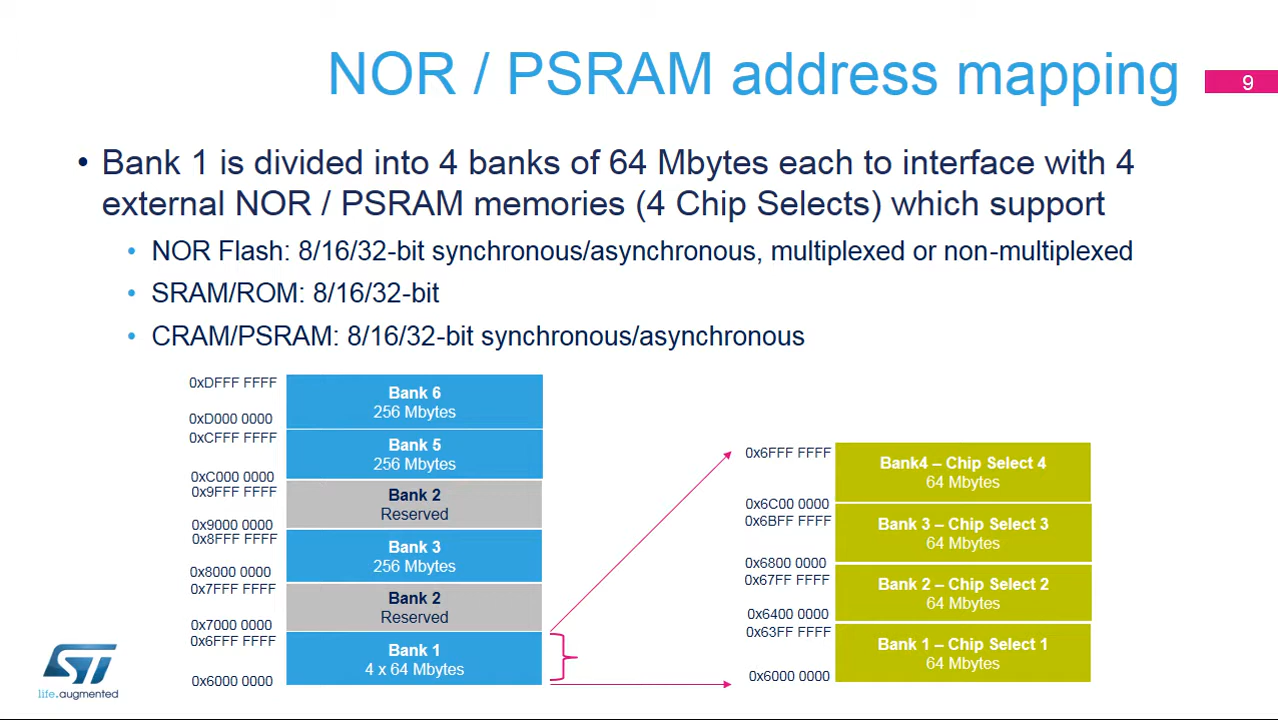 NOR / PSRAM address mapping
9
• Bank 1 is divided into 4 banks of 64 Mbytes each to interface with 4
external NOR / PSRAM memories (4 Chip Selects) which support
• NOR Flash: 8/16/32-bit synchronous/asynchronous, multiplexed or non-multiplexed
• SRAM/ROM: 8/16/32-bit
• CRAM/PSRAM: 8/16/32-bit synchronous/asynchronous
0xDFFF FFFF
Bank 6
256 Mbytes
0xD000 0000
0xCFFF FFFF
Bank 5
256 Mbytes
0xC000 0000
0x9FFF FFFF
Bank 2
Reserved
0x9000 0000
0x8FFF FFFF
Bank 3
256 Mbytes
0x8000 0000
0x7FFF FFFF
Bank 2
Reserved
0x7000 0000
0x6FFF FFFF
Bank 1
4 x 64 Mbytes
0x6000 0000
0x6FFF FFFF
Bank4 – Chip Select 4
64 Mbytes
0x6C00 0000
0x6BFF FFFF
Bank 3 – Chip Select 3
64 Mbytes
0x6800 0000
0x67FF FFFF
Bank 2 – Chip Select 2
64 Mbytes
0x6400 0000
0x63FF FFFF
Bank 1 – Chip Select 1
64 Mbytes
0x6000 0000
ST
life.augmented